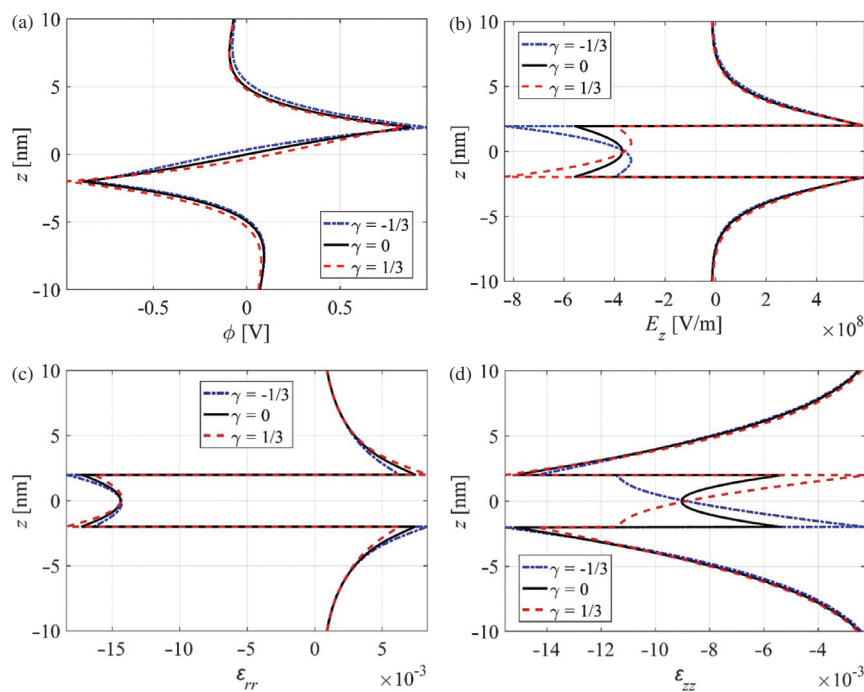 (a)
10
5
0
−5
−10
z [nm]
γ = -1/3
γ = 0
γ = 1/3
-0.5 0 0.5
ϕ [V]
(b)
10
5
0
−5
−10
z [nm]
γ = -1/3
γ = 0
γ = 1/3
-8 -6 -4 -2 0 2 4
E_z [V/m] ×10^8
(c)
10
5
0
−5
−10
z [nm]
γ = -1/3
γ = 0
γ = 1/3
−15 −10 −5 0 5
ε_rr ×10^-3
(d)
10
5
0
−5
−10
z [nm]
γ = -1/3
γ = 0
γ = 1/3
−14 −12 −10 −8 −6 −4
ε_zz ×10^-3